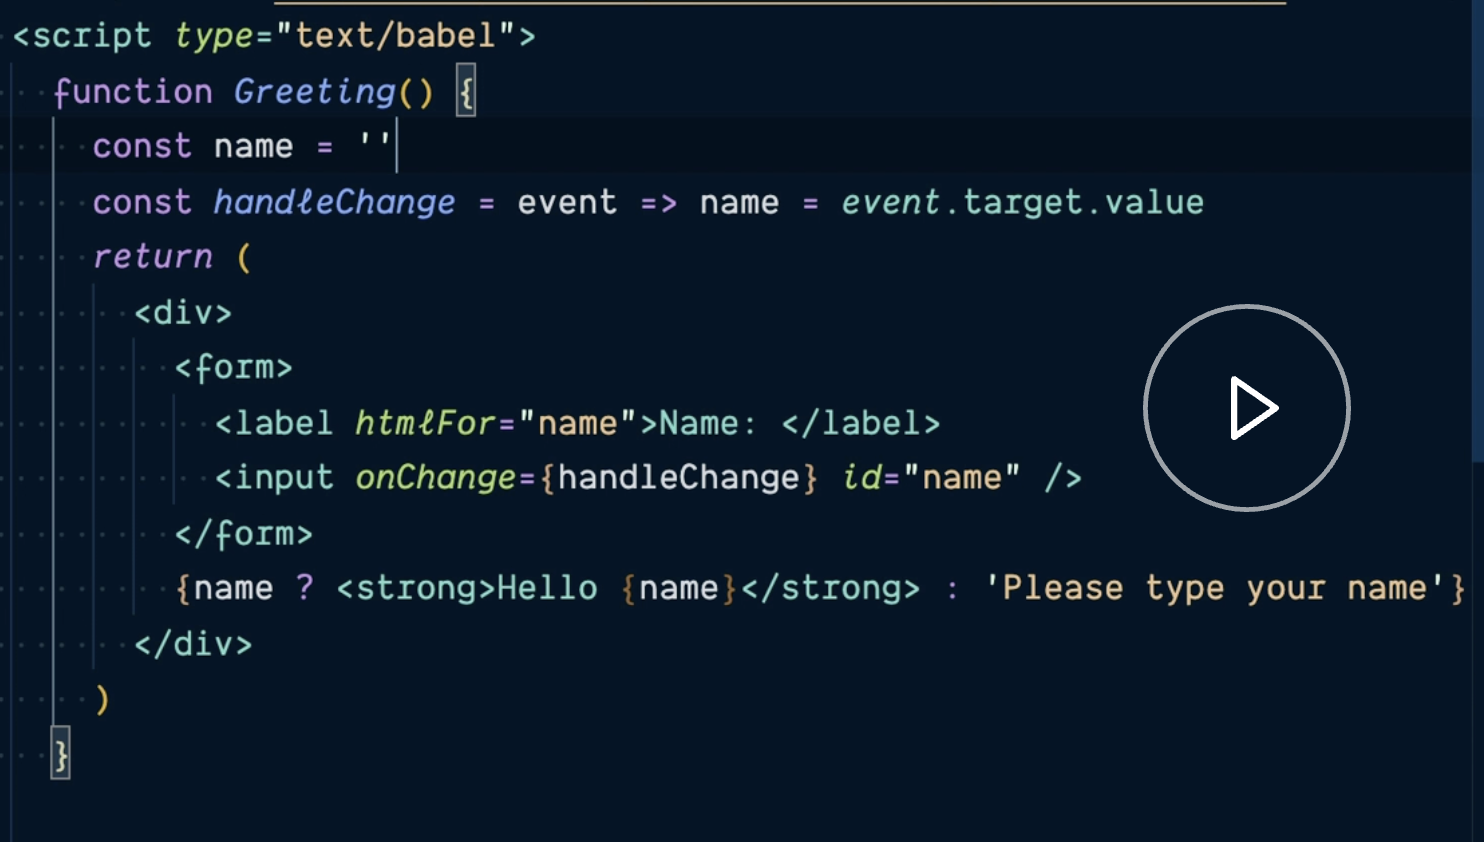 <script type="text/babel">
function Greeting() {
const name = ''
const handleChange = event => name = event.target.value
return (
<div>
<form>
<label htmlFor="name">Name: </label>
<input onChange={handleChange} id="name" />
</form>
{name ? <strong>Hello {name}</strong> : 'Please type your name'}
</div>
)
}